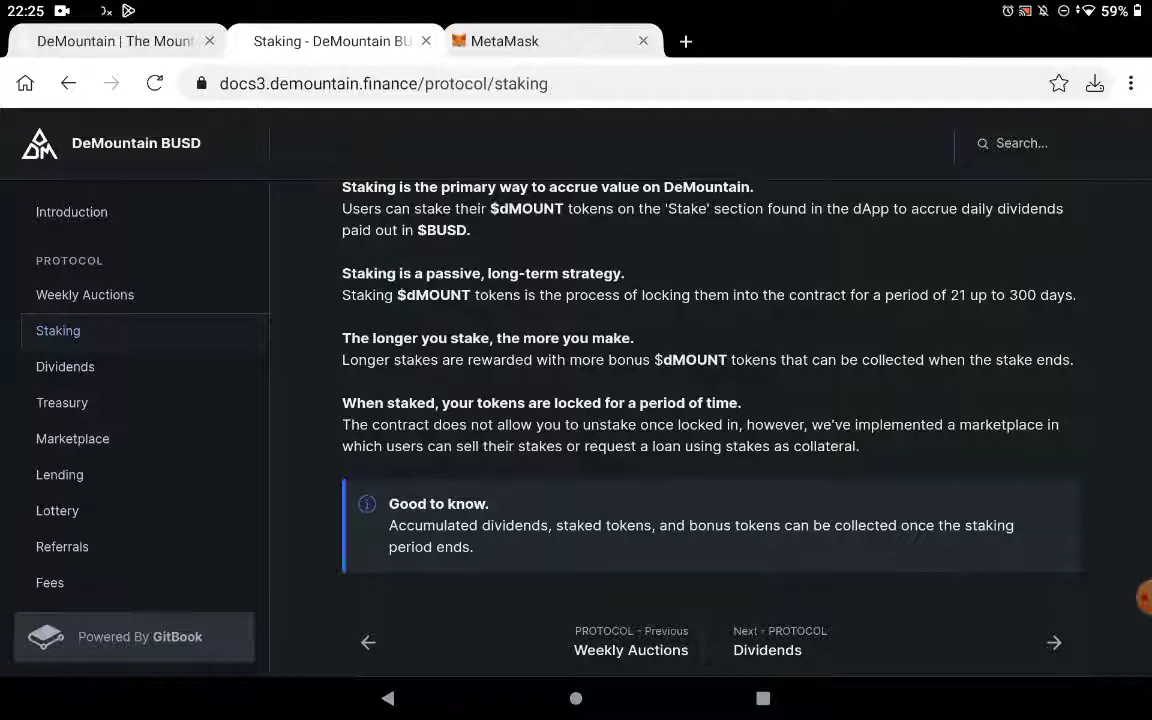 22:25
59%
DeMountain | The Mount
Staking - DeMountain BU
MetaMask
docs3.demountain.finance/protocol/staking
DeMountain BUSD
Search...
Introduction
PROTOCOL
Weekly Auctions
Staking
Dividends
Treasury
Marketplace
Lending
Lottery
Referrals
Fees
Powered By GitBook
Staking is the primary way to accrue value on DeMountain.
Users can stake their $dMOUNT tokens on the 'Stake' section found in the dApp to accrue daily dividends
paid out in $BUSD.
Staking is a passive, long-term strategy.
Staking $dMOUNT tokens is the process of locking them into the contract for a period of 21 up to 300 days.
The longer you stake, the more you make.
Longer stakes are rewarded with more bonus $dMOUNT tokens that can be collected when the stake ends.
When staked, your tokens are locked for a period of time.
The contract does not allow you to unstake once locked in, however, we've implemented a marketplace in
which users can sell their stakes or request a loan using stakes as collateral.
Good to know.
Accumulated dividends, staked tokens, and bonus tokens can be collected once the staking
period ends.
PROTOCOL - Previous
Weekly Auctions
Next - PROTOCOL
Dividends